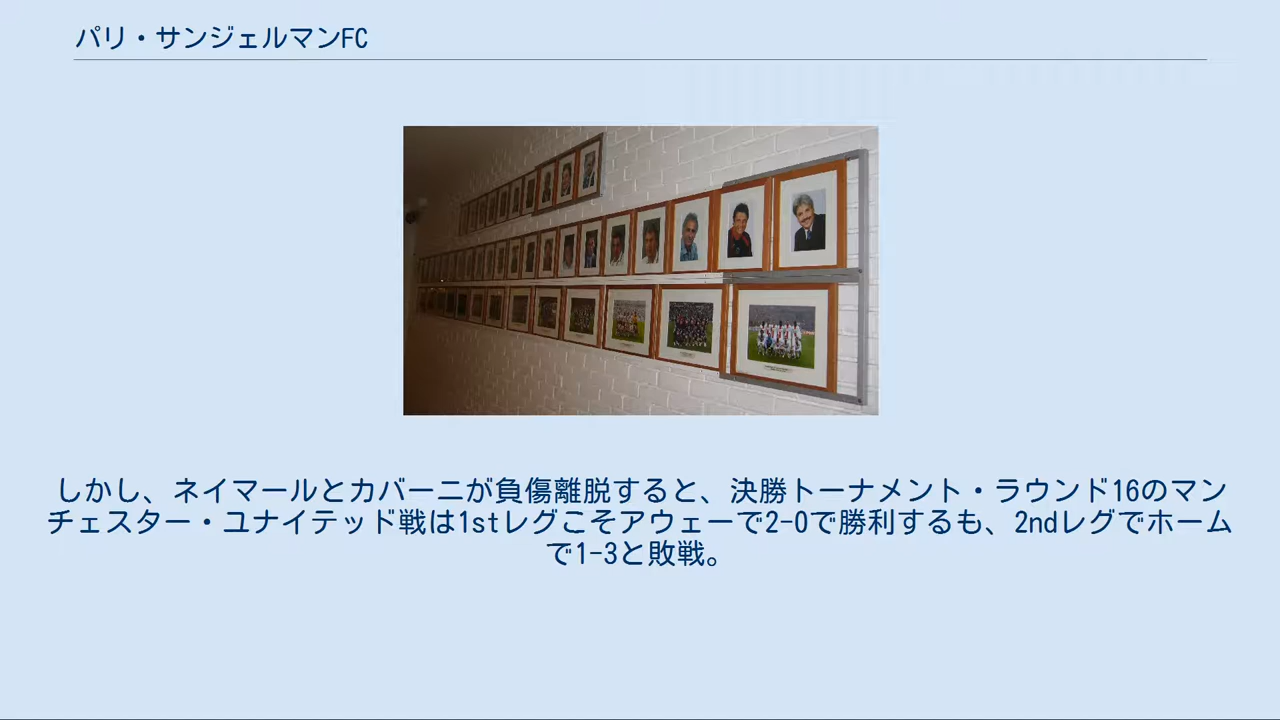 パリ・サンジェルマンFC
しかし、ネイマールとカバーニが負傷離脱すると、決勝トーナメント・ラウンド16のマン
チェスター・ユナイテッド戦は1stレグこそアウェーで2-0で勝利するも、2ndレグでホーム
で1-3と敗戦。